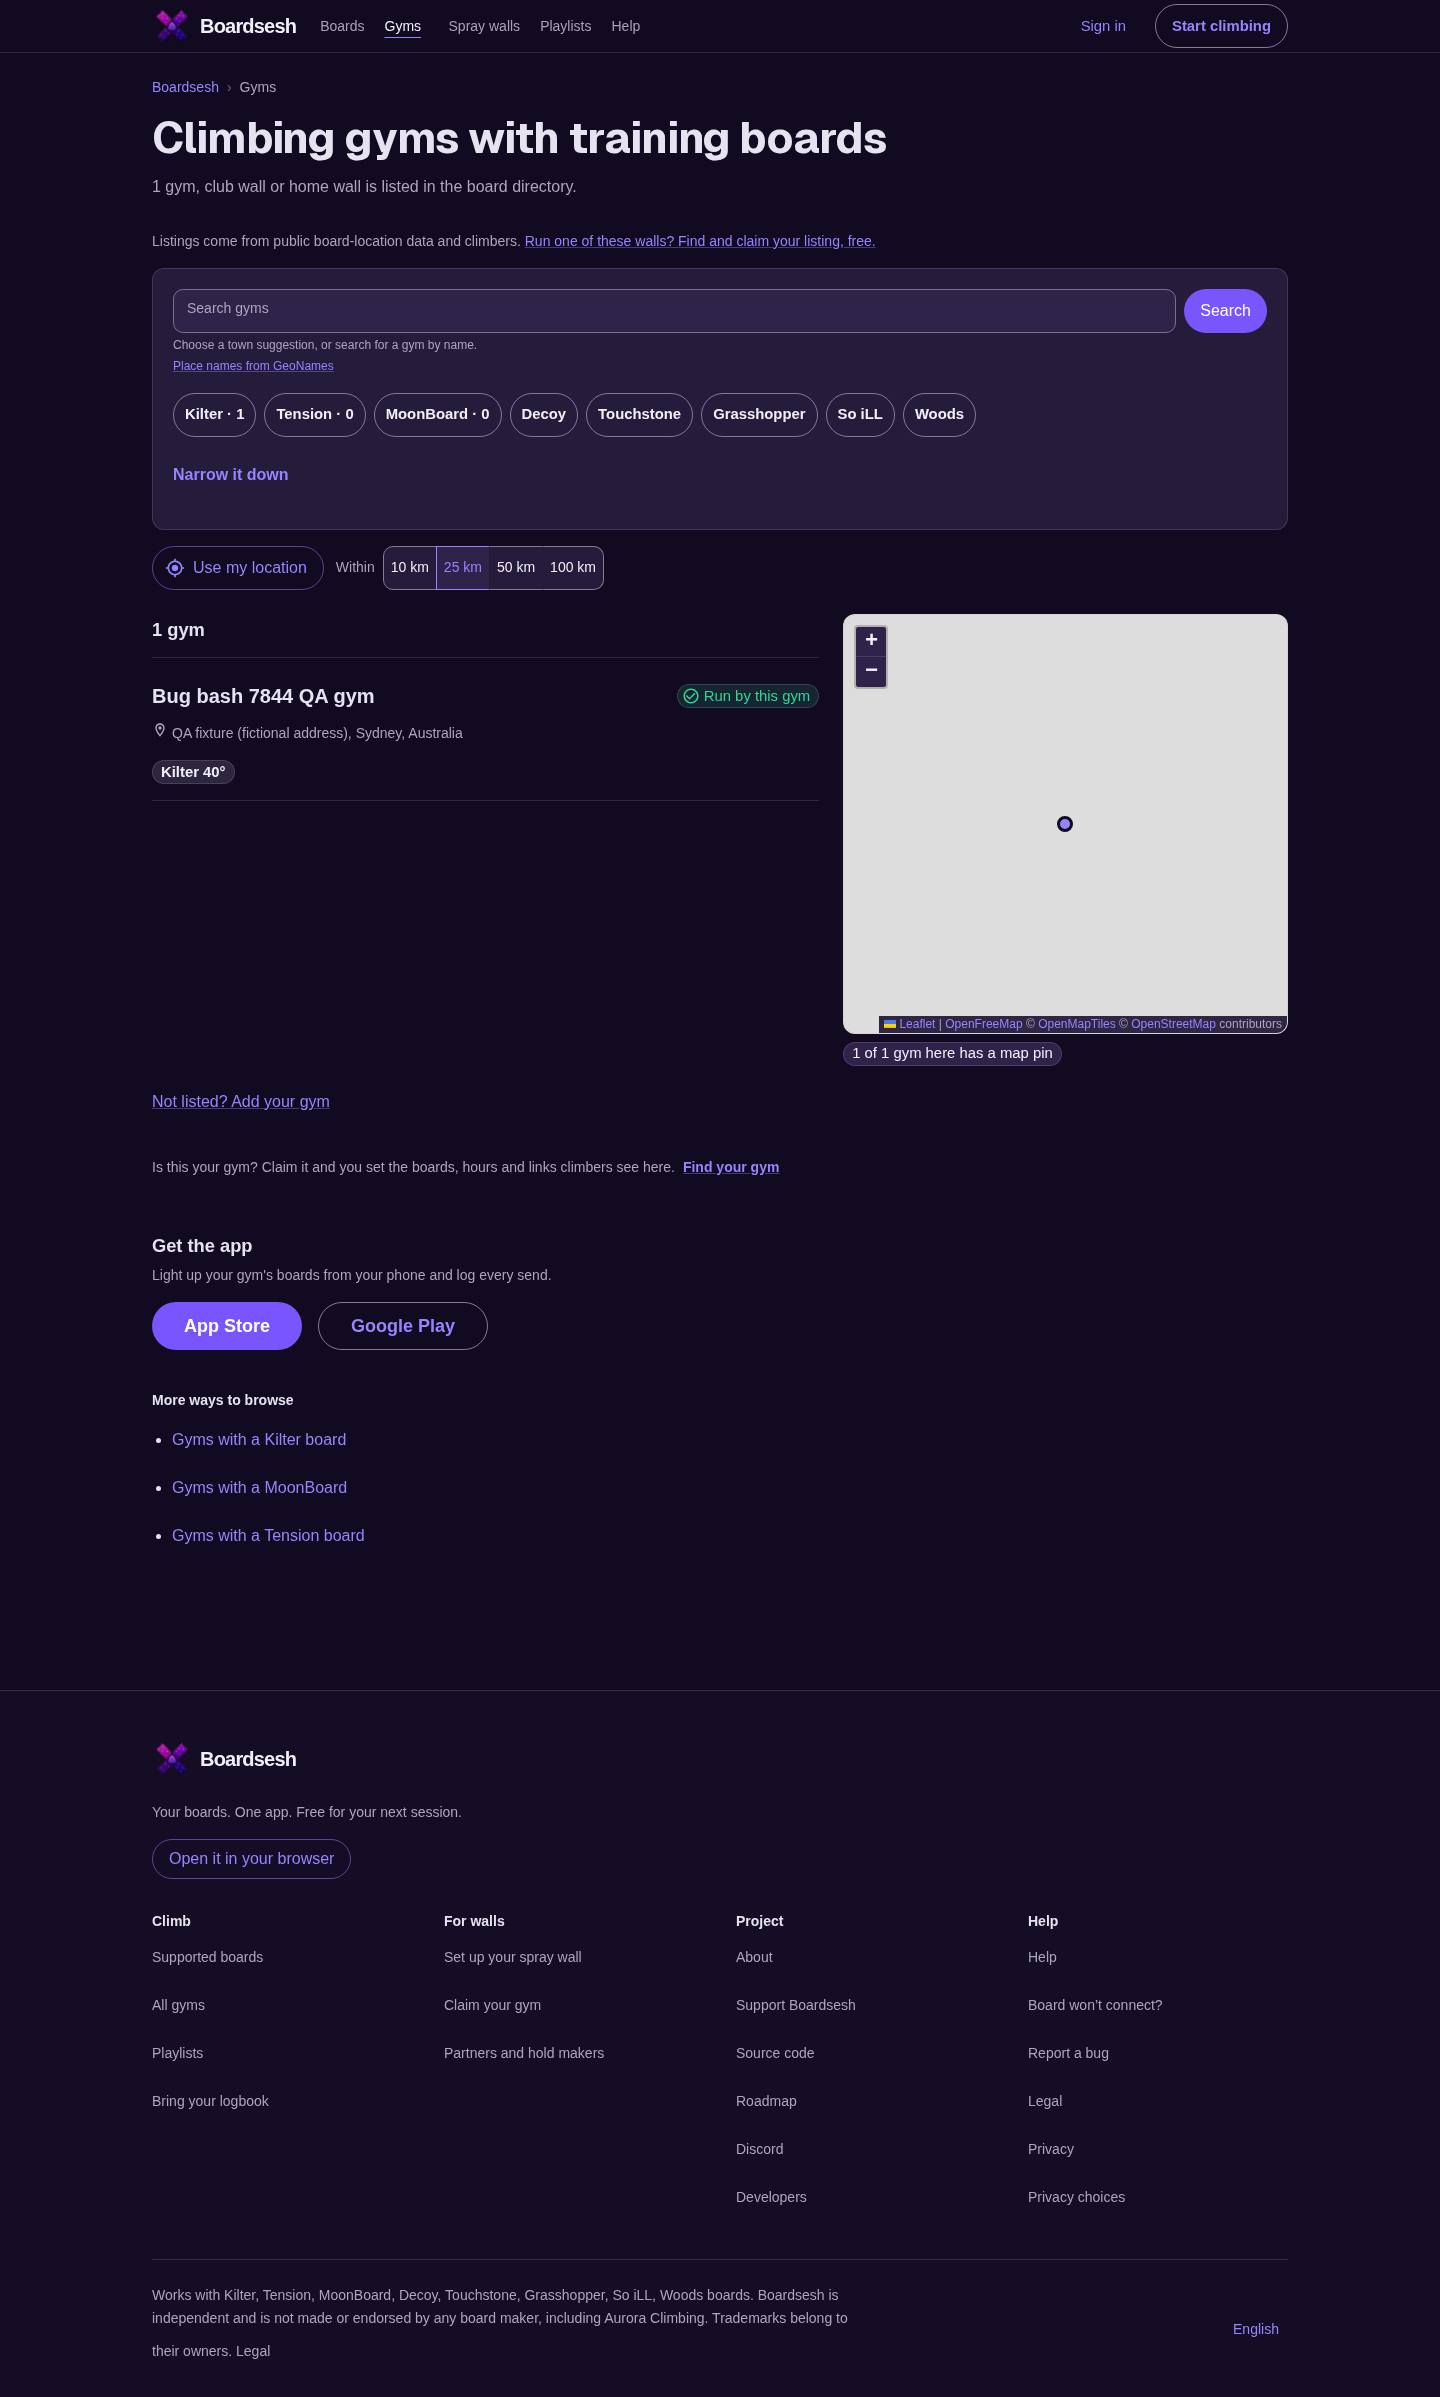 Boardsesh Boards Gyms Spray walls Playlists Help Sign in Start climbing
Boardsesh › Gyms
Climbing gyms with training boards
1 gym, club wall or home wall is listed in the board directory.
Listings come from public board-location data and climbers. Run one of these walls? Find and claim your listing, free.
Search gyms Search
Choose a town suggestion, or search for a gym by name.
Place names from GeoNames
Kilter · 1 Tension · 0 MoonBoard · 0 Decoy Touchstone Grasshopper So iLL Woods
Narrow it down
Use my location Within 10 km 25 km 50 km 100 km
1 gym
Bug bash 7844 QA gym Run by this gym
QA fixture (fictional address), Sydney, Australia
Kilter 40°
+
−
Leaflet | OpenFreeMap © OpenMapTiles © OpenStreetMap contributors
1 of 1 gym here has a map pin
Not listed? Add your gym
Is this your gym? Claim it and you set the boards, hours and links climbers see here. Find your gym
Get the app
Light up your gym's boards from your phone and log every send.
App Store Google Play
More ways to browse
• Gyms with a Kilter board
• Gyms with a MoonBoard
• Gyms with a Tension board
Boardsesh
Your boards. One app. Free for your next session.
Open it in your browser
Climb
Supported boards
All gyms
Playlists
Bring your logbook
For walls
Set up your spray wall
Claim your gym
Partners and hold makers
Project
About
Support Boardsesh
Source code
Roadmap
Discord
Developers
Help
Help
Board won’t connect?
Report a bug
Legal
Privacy
Privacy choices
Works with Kilter, Tension, MoonBoard, Decoy, Touchstone, Grasshopper, So iLL, Woods boards. Boardsesh is
independent and is not made or endorsed by any board maker, including Aurora Climbing. Trademarks belong to
their owners. Legal
English